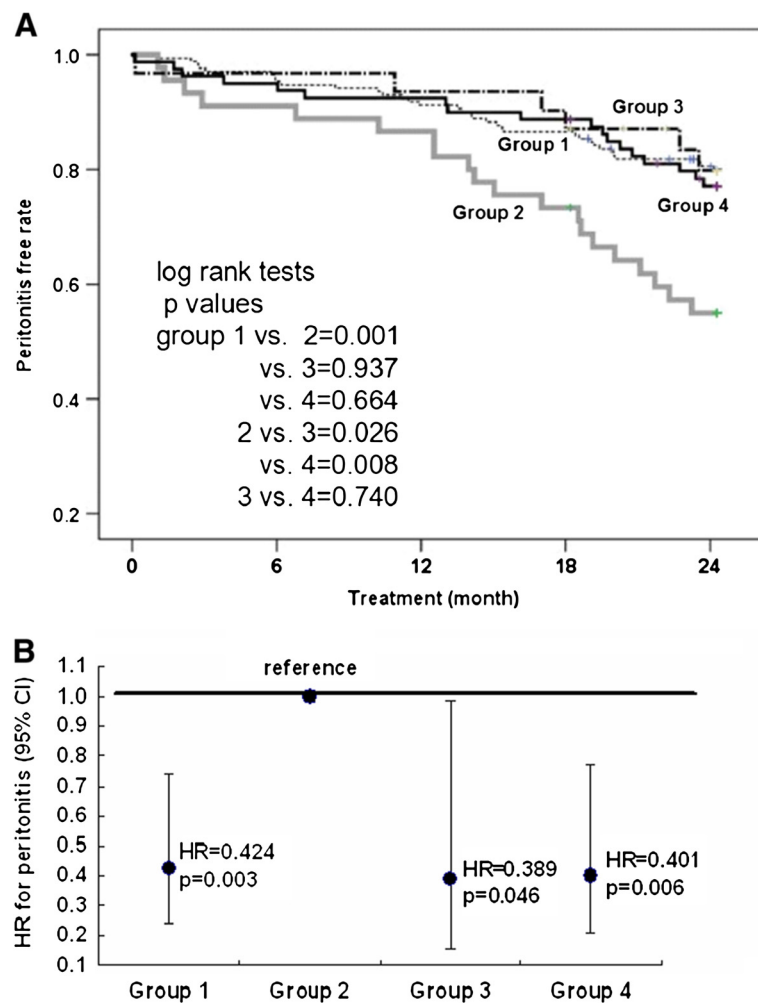 A
1.0
0.8
0.6
0.4
0.2
Peritonitis free rate
Group 3
Group 1
Group 2
Group 4
log rank tests
p values
group 1 vs. 2=0.001
vs. 3=0.937
vs. 4=0.664
2 vs. 3=0.026
vs. 4=0.008
3 vs. 4=0.740
0 6 12 18 24
Treatment (month)
B
HR for peritonitis (95% CI)
1.1
1.0
0.9
0.8
0.7
0.6
0.5
0.4
0.3
0.2
0.1
reference
HR=0.424
p=0.003
HR=0.389
p=0.046
HR=0.401
p=0.006
Group 1 Group 2 Group 3 Group 4